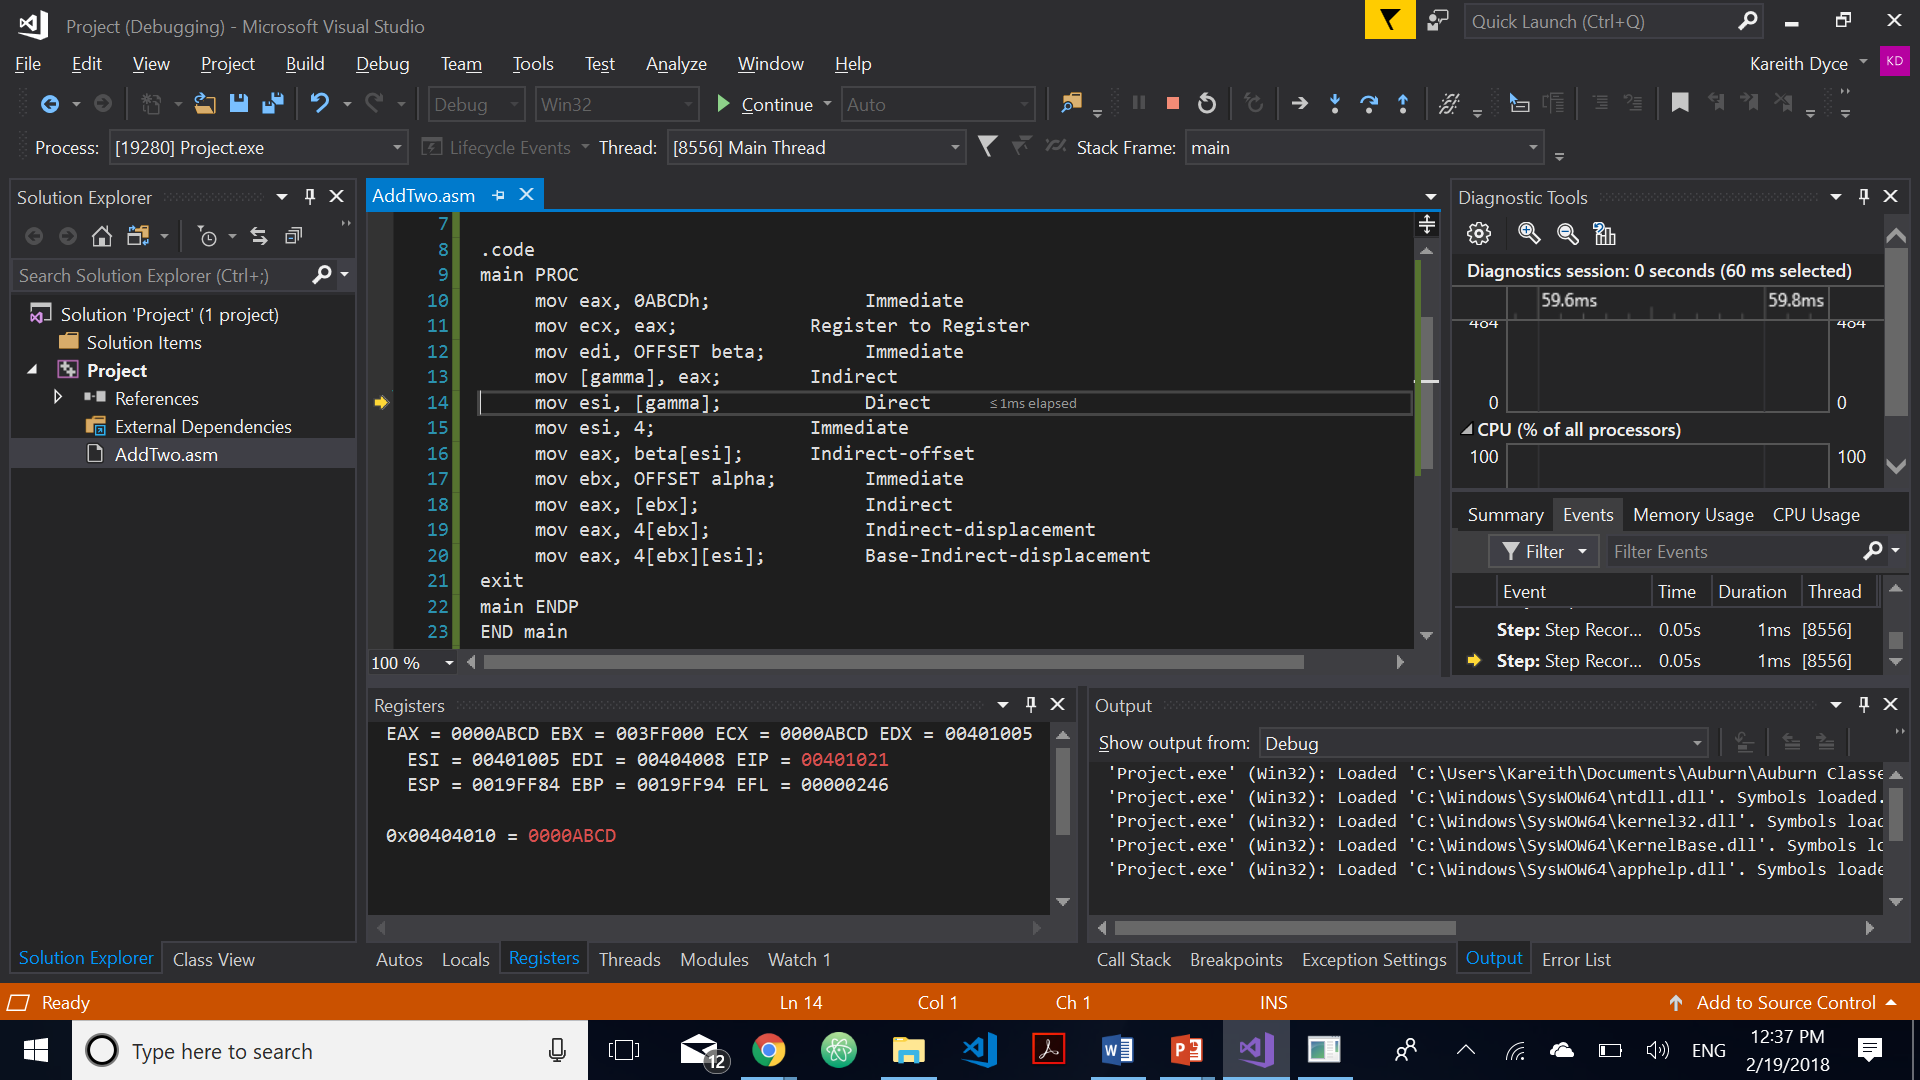 Project (Debugging) - Microsoft Visual Studio
Quick Launch (Ctrl+Q)
File Edit View Project Build Debug Team Tools Test Analyze Window Help
Kareith Dyce KD
Debug Win32 Continue Auto
Process: [19280] Project.exe Lifecycle Events Thread: [8556] Main Thread Stack Frame: main
Solution Explorer
Search Solution Explorer (Ctrl+;)
Solution 'Project' (1 project)
Solution Items
Project
References
External Dependencies
AddTwo.asm
Solution Explorer Class View
AddTwo.asm
7
8 .code
9 main PROC
10 mov eax, 0ABCDh; Immediate
11 mov ecx, eax; Register to Register
12 mov edi, OFFSET beta; Immediate
13 mov [gamma], eax; Indirect
14 mov esi, [gamma]; Direct ≤1ms elapsed
15 mov esi, 4; Immediate
16 mov eax, beta[esi]; Indirect-offset
17 mov ebx, OFFSET alpha; Immediate
18 mov eax, [ebx]; Indirect
19 mov eax, 4[ebx]; Indirect-displacement
20 mov eax, 4[ebx][esi]; Base-Indirect-displacement
21 exit
22 main ENDP
23 END main
100 %
Diagnostic Tools
Diagnostics session: 0 seconds (60 ms selected)
59.6ms 59.8ms
484 484
0 0
CPU (% of all processors)
100 100
Summary Events Memory Usage CPU Usage
Filter Filter Events
Event Time Duration Thread
Step: Step Recor... 0.05s 1ms [8556]
Step: Step Recor... 0.05s 1ms [8556]
Registers
EAX = 0000ABCD EBX = 003FF000 ECX = 0000ABCD EDX = 00401005
ESI = 00401005 EDI = 00404008 EIP = 00401021
ESP = 0019FF84 EBP = 0019FF94 EFL = 00000246
0x00404010 = 0000ABCD
Autos Locals Registers Threads Modules Watch 1
Output
Show output from: Debug
'Project.exe' (Win32): Loaded 'C:\Users\Kareith\Documents\Auburn\Auburn Classe
'Project.exe' (Win32): Loaded 'C:\Windows\SysWOW64\ntdll.dll'. Symbols loaded.
'Project.exe' (Win32): Loaded 'C:\Windows\SysWOW64\kernel32.dll'. Symbols load
'Project.exe' (Win32): Loaded 'C:\Windows\SysWOW64\KernelBase.dll'. Symbols lo
'Project.exe' (Win32): Loaded 'C:\Windows\SysWOW64\apphelp.dll'. Symbols loade
Call Stack Breakpoints Exception Settings Output Error List
Ready Ln 14 Col 1 Ch 1 INS Add to Source Control
Type here to search
12
ENG
12:37 PM
2/19/2018